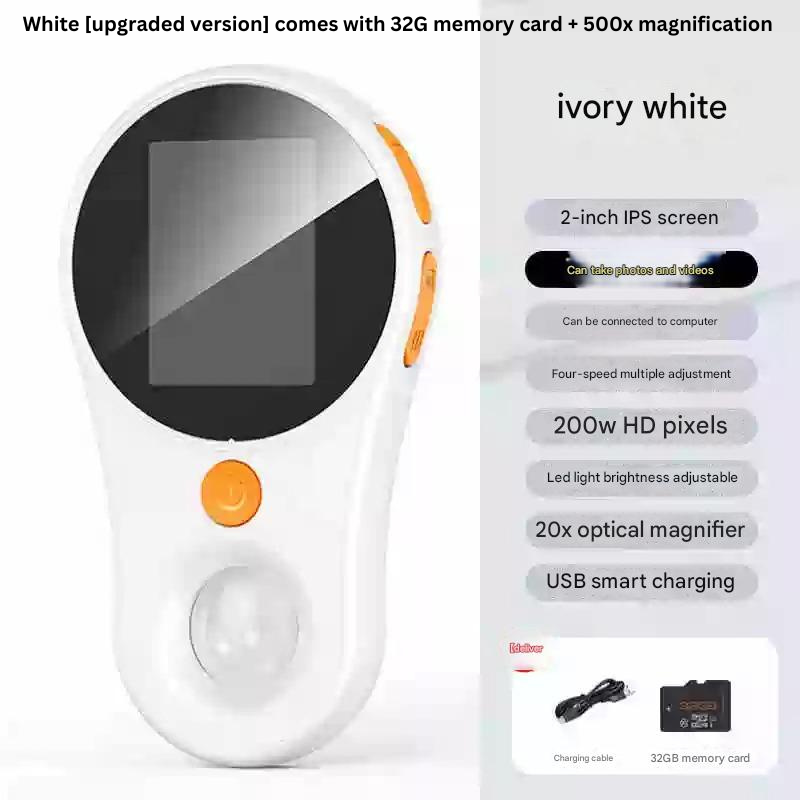 White [upgraded version] comes with 32G memory card + 500x magnification
ivory white
2-inch IPS screen
Can take photos and videos
Can be connected to computer
Four-speed multiple adjustment
200w HD pixels
Led light brightness adjustable
20x optical magnifier
USB smart charging
[deliver
32GB
Charging cable
32GB memory card